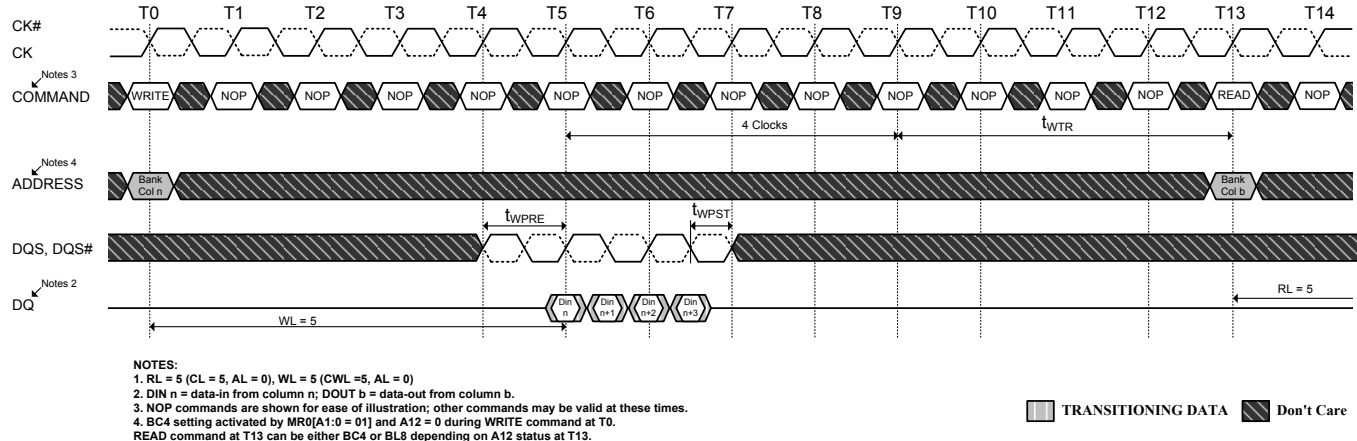 T0 T1 T2 T3 T4 T5 T6 T7 T8 T9 T10 T11 T12 T13 T14
CK#
CK
Notes 3
COMMAND WRITE NOP NOP NOP NOP NOP NOP NOP NOP NOP NOP NOP NOP READ NOP
4 Clocks tWTR
Notes 4
ADDRESS
Bank
Col n
Bank
Col b
tWPRE tWPST
DQS, DQS#
Notes 2
DQ
Din
n
Din
n+1
Din
n+2
Din
n+3
RL = 5
WL = 5
NOTES:
1. RL = 5 (CL = 5, AL = 0), WL = 5 (CWL =5, AL = 0)
2. DIN n = data-in from column n; DOUT b = data-out from column b.
3. NOP commands are shown for ease of illustration; other commands may be valid at these times.
4. BC4 setting activated by MR0[A1:0 = 01] and A12 = 0 during WRITE command at T0.
READ command at T13 can be either BC4 or BL8 depending on A12 status at T13.
TRANSITIONING DATA Don't Care